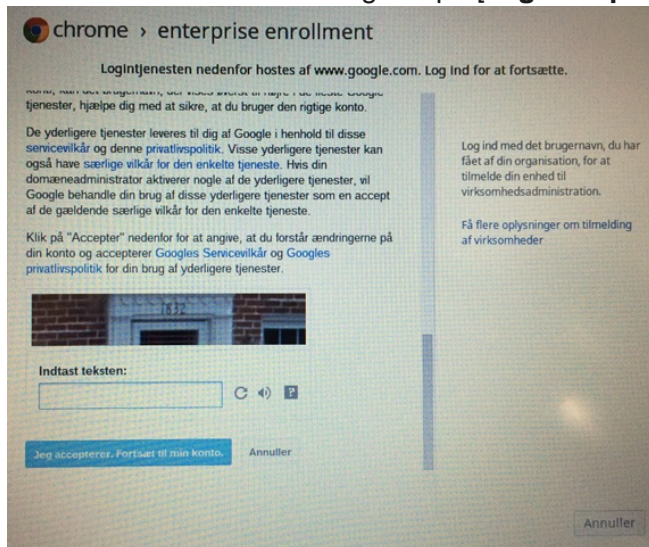 chrome › enterprise enrollment
Logintjenesten nedenfor hostes af www.google.com. Log ind for at fortsætte.
tjenester, hjælpe dig med at sikre, at du bruger den rigtige konto.
De yderligere tjenester leveres til dig af Google i henhold til disse
servicevilkår og denne privatlivspolitik. Visse yderligere tjenester kan
også have særlige vilkår for den enkelte tjeneste. Hvis din
domæneadministrator aktiverer nogle af de yderligere tjenester, vil
Google behandle din brug af disse yderligere tjenester som en accept
af de gældende særlige vilkår for den enkelte tjeneste.
Klik på "Accepter" nedenfor for at angive, at du forstår ændringerne på
din konto og accepterer Googles Servicevilkår og Googles
privatlivspolitik for din brug af yderligere tjenester.
1832
Indtast teksten:
?
Jeg accepterer. Fortsæt til min konto.
Annuller
Log ind med det brugernavn, du har
fået af din organisation, for at
tilmelde din enhed til
virksomhedsadministration.
Få flere oplysninger om tilmelding
af virksomheder
Annuller